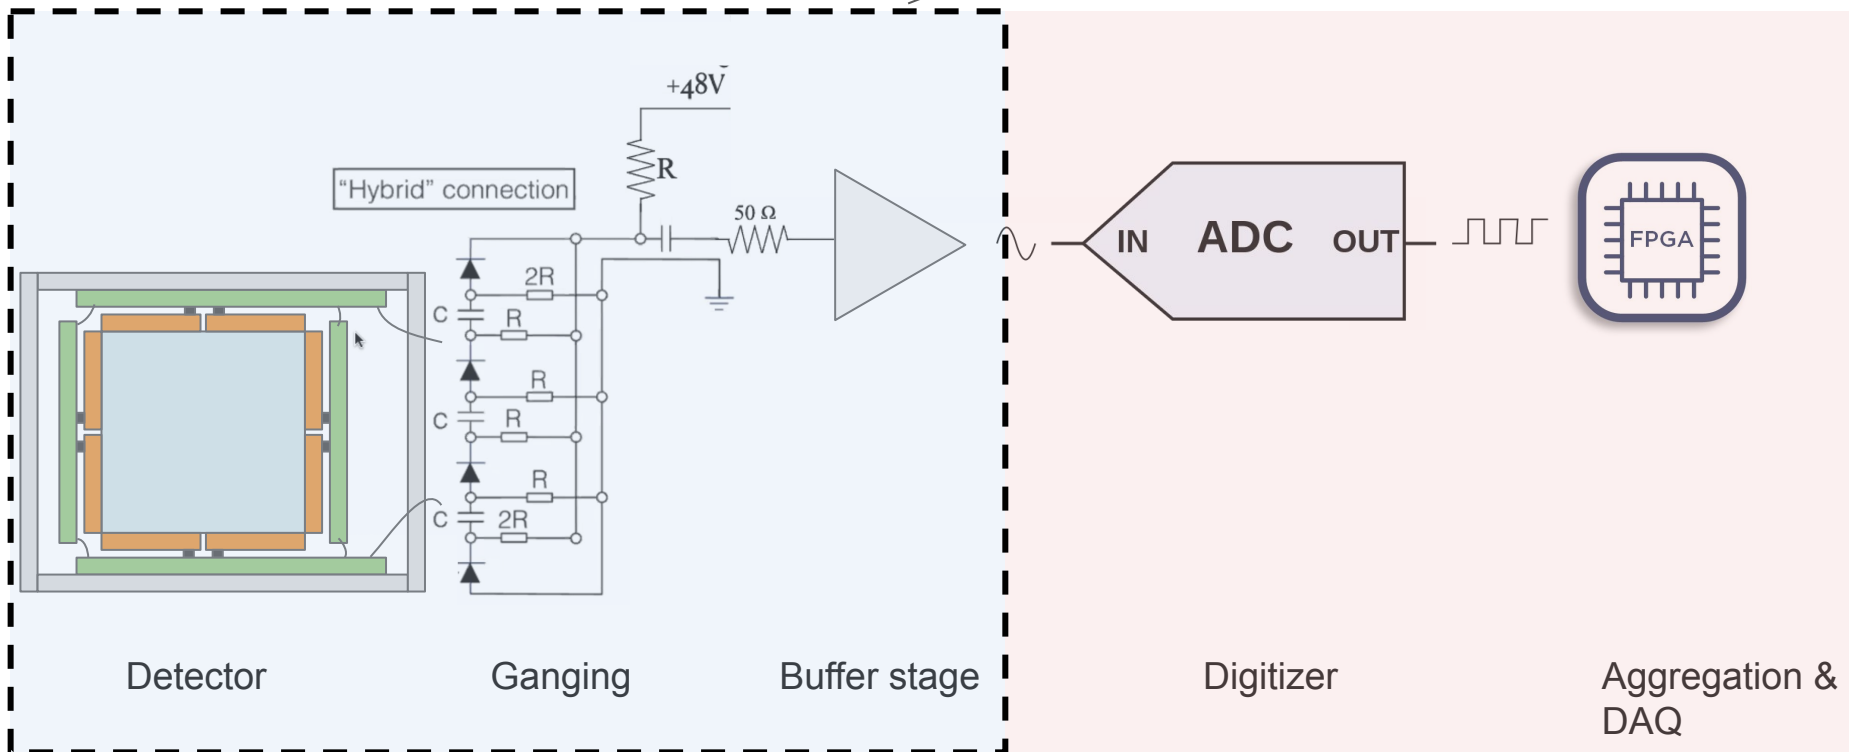 +48V
R
“Hybrid” connection
50 Ω
2R
C
R
R
C
R
R
C
2R
IN
ADC
OUT
FPGA
Detector
Ganging
Buffer stage
Digitizer
Aggregation &
DAQ